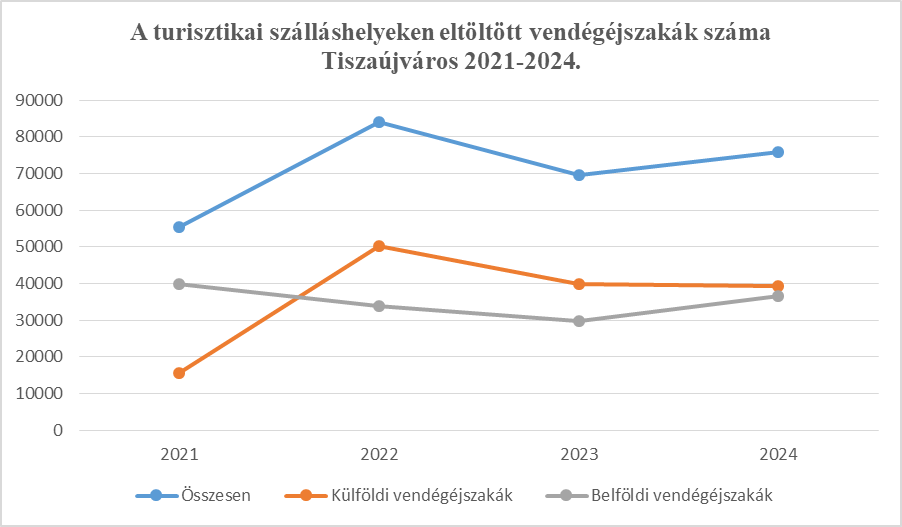 A turisztikai szálláshelyeken eltöltött vendégéjszakák száma
Tiszaújváros 2021-2024.
90000
80000
70000
60000
50000
40000
30000
20000
10000
0
2021 2022 2023 2024
Összesen Külföldi vendégéjszakák Belföldi vendégéjszakák